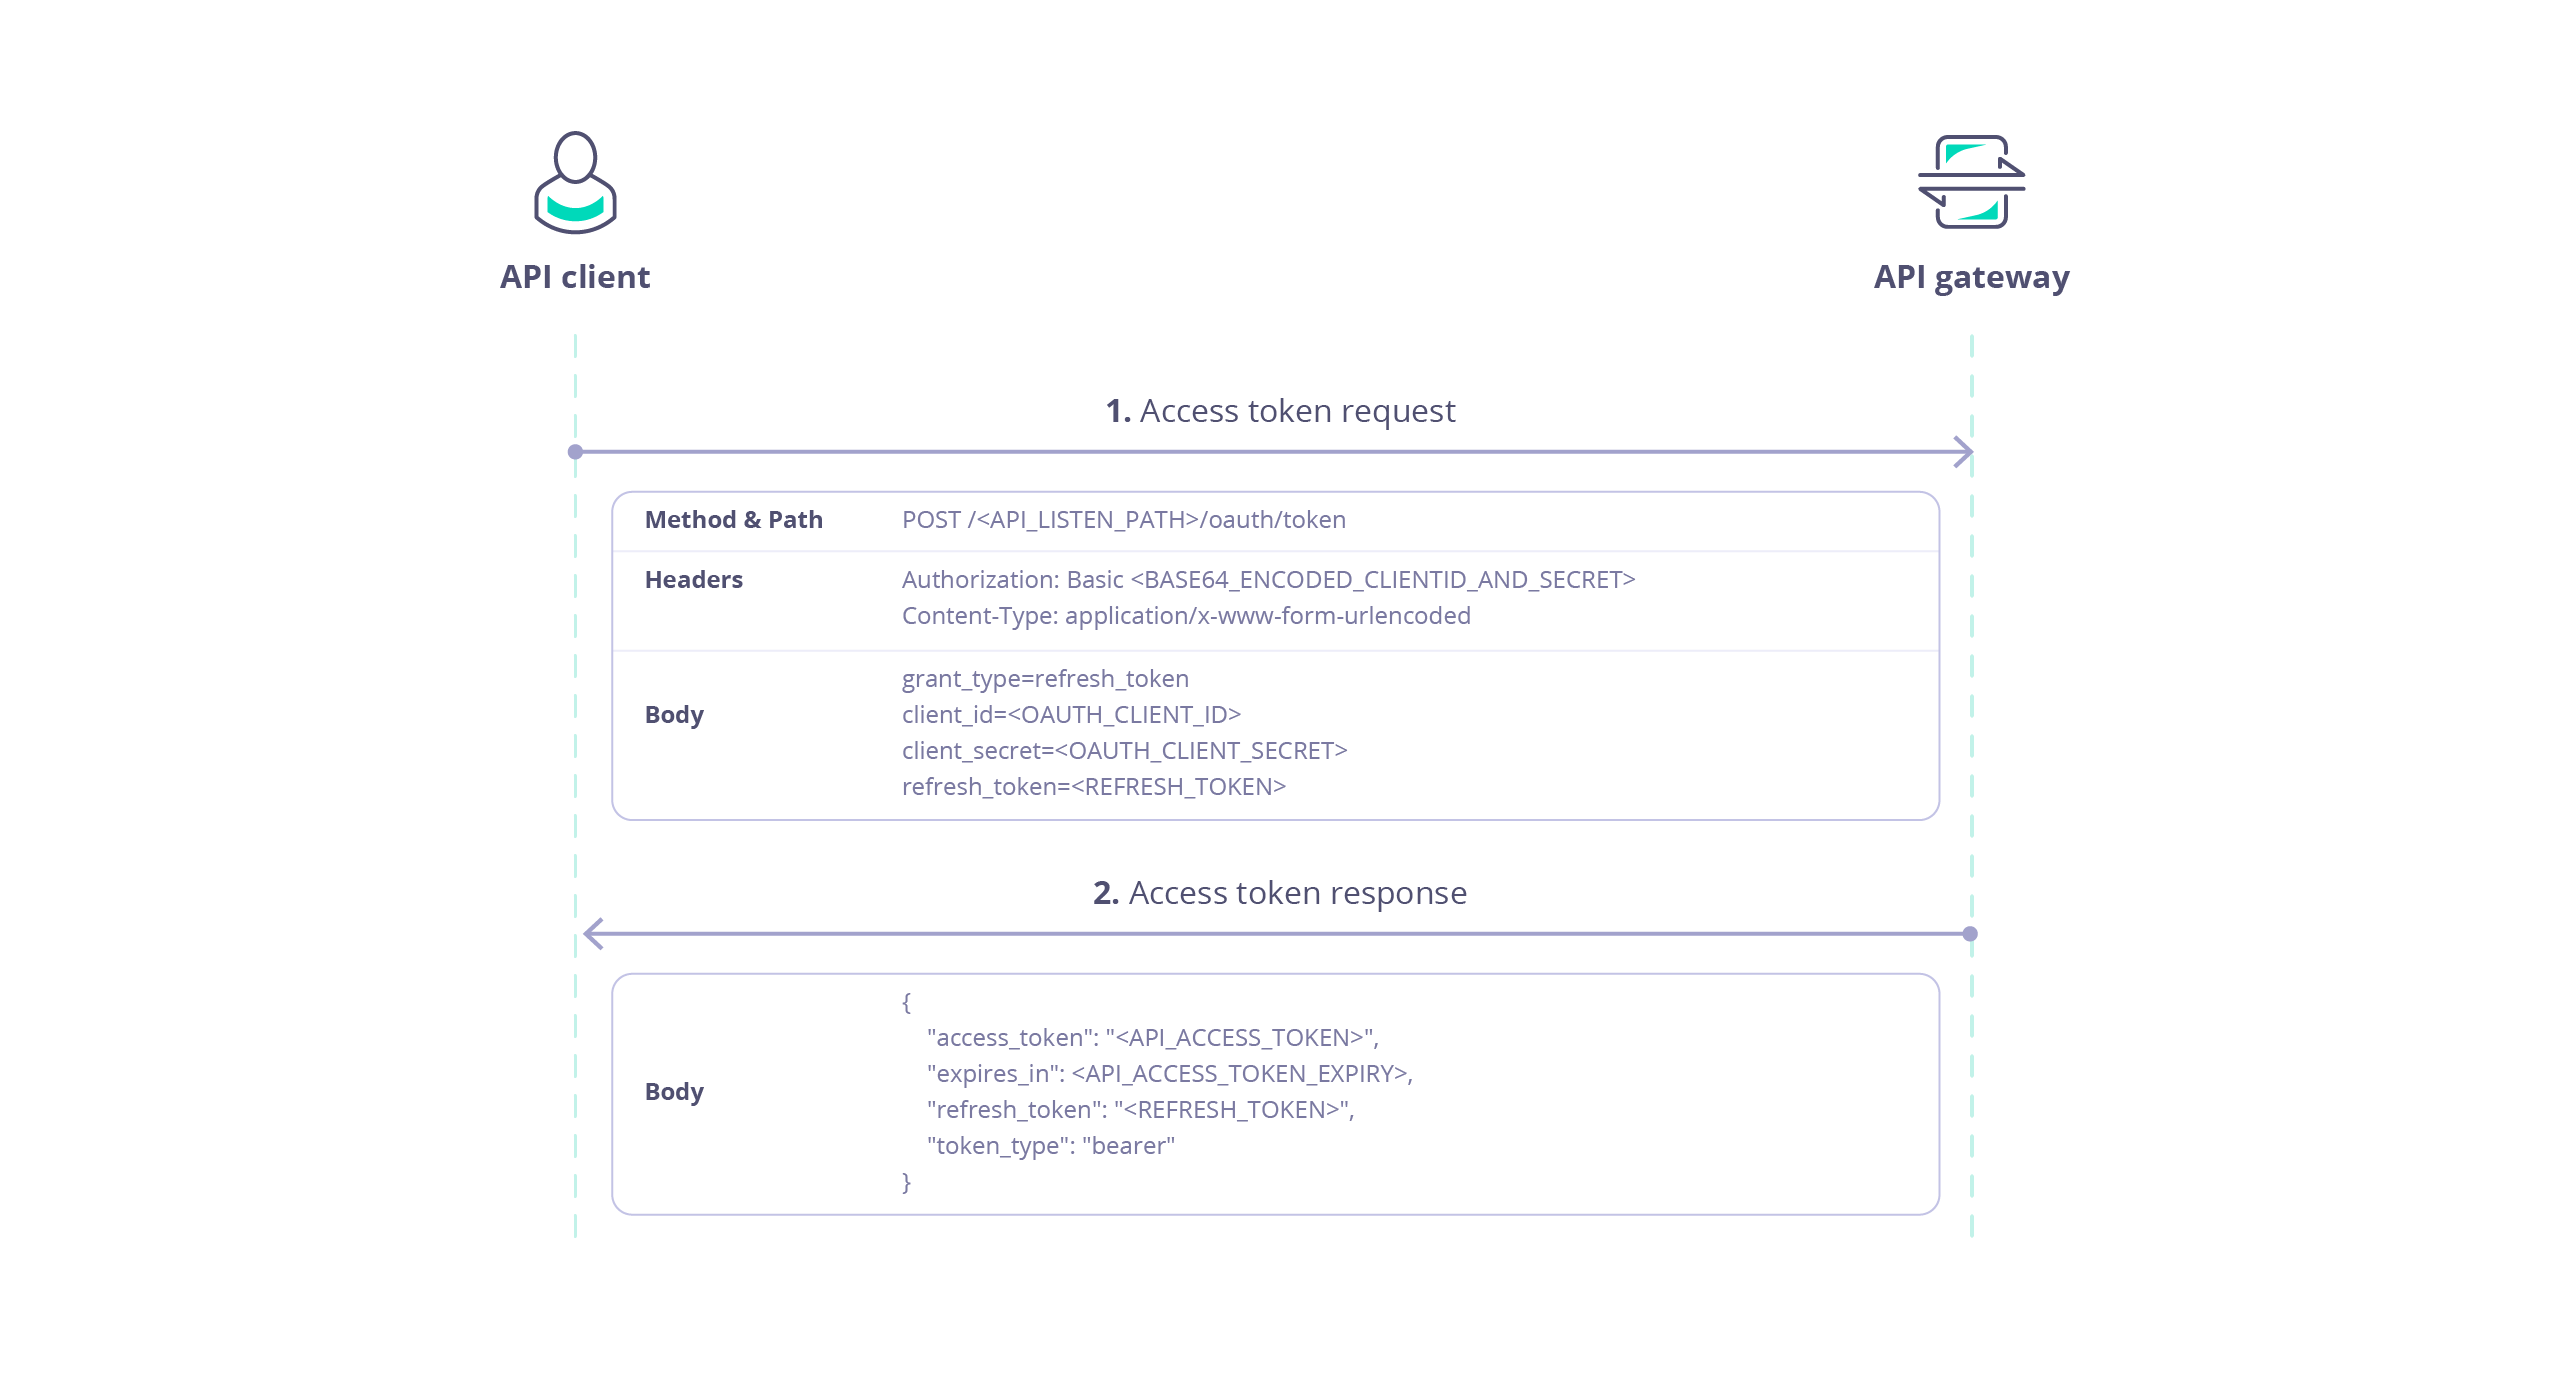 API client
API gateway
1. Access token request
Method & Path POST /<API_LISTEN_PATH>/oauth/token
Headers Authorization: Basic <BASE64_ENCODED_CLIENTID_AND_SECRET>
Content-Type: application/x-www-form-urlencoded
grant_type=refresh_token
Body client_id=<OAUTH_CLIENT_ID>
client_secret=<OAUTH_CLIENT_SECRET>
refresh_token=<REFRESH_TOKEN>
2. Access token response
{
"access_token": "<API_ACCESS_TOKEN>",
"expires_in": <API_ACCESS_TOKEN_EXPIRY>,
Body
"refresh_token": "<REFRESH_TOKEN>",
"token_type": "bearer"
}